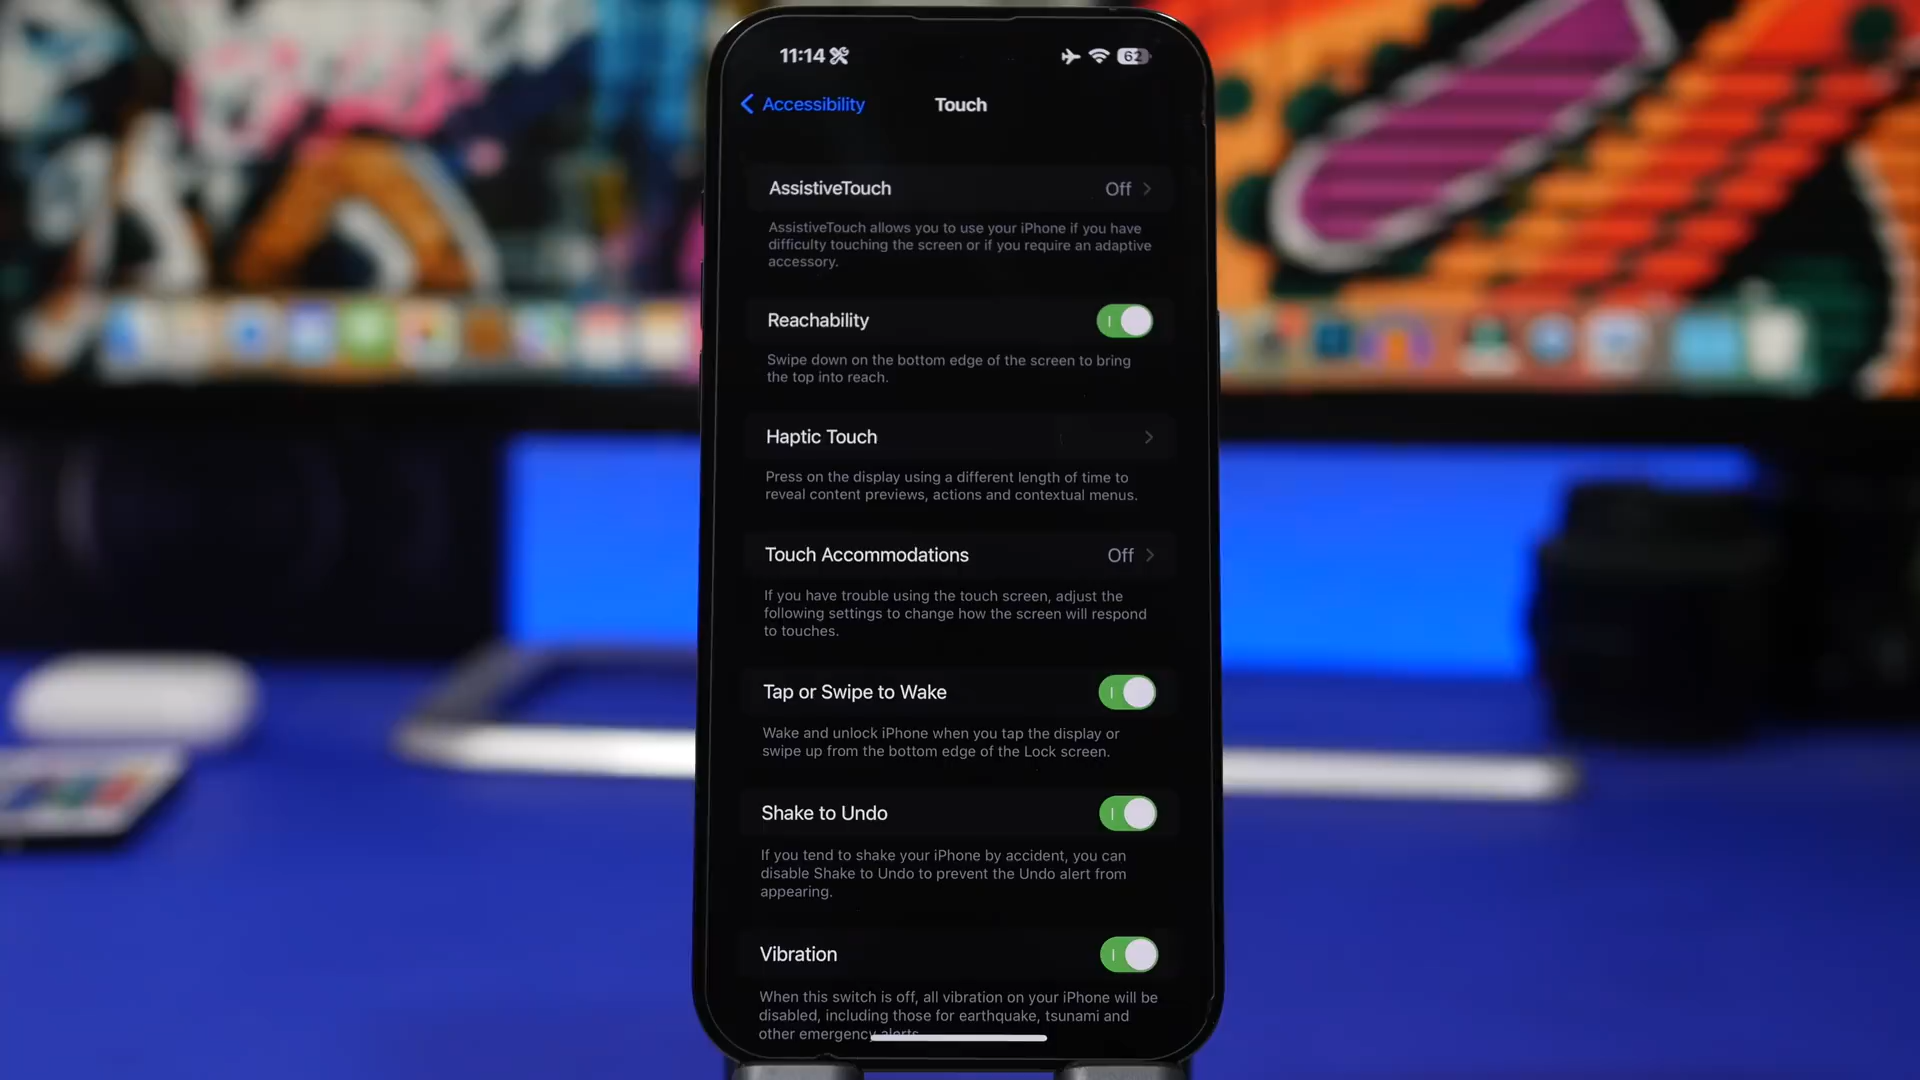 11:14
62
Accessibility
Touch
AssistiveTouch
Off
AssistiveTouch allows you to use your iPhone if you have
difficulty touching the screen or if you require an adaptive
accessory.
Reachability
Swipe down on the bottom edge of the screen to bring
the top into reach.
Haptic Touch
Press on the display using a different length of time to
reveal content previews, actions and contextual menus.
Touch Accommodations
Off
If you have trouble using the touch screen, adjust the
following settings to change how the screen will respond
to touches.
Tap or Swipe to Wake
Wake and unlock iPhone when you tap the display or
swipe up from the bottom edge of the Lock screen.
Shake to Undo
If you tend to shake your iPhone by accident, you can
disable Shake to Undo to prevent the Undo alert from
appearing.
Vibration
When this switch is off, all vibration on your iPhone will be
disabled, including those for earthquake, tsunami and
other emergency alerts.